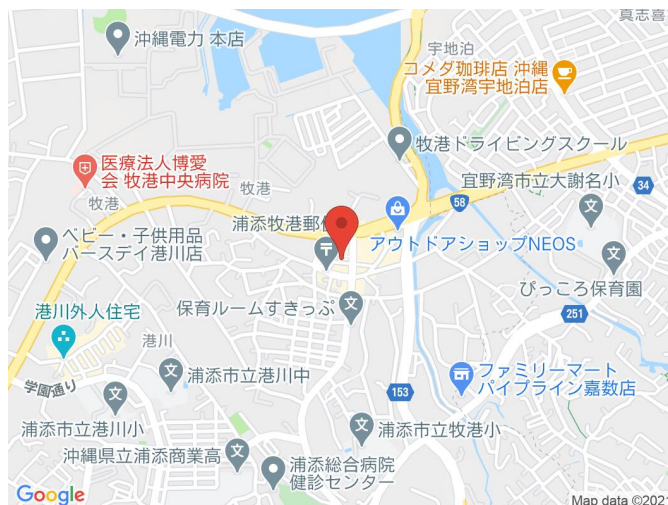 真志喜
沖縄電力 本店
宇地泊
コメダ珈琲店 沖縄
宜野湾宇地泊店
牧港ドライビングスクール
医療法人博愛
会 牧港中央病院
牧港
牧港
宜野湾市立大謝名小
34
58
浦添牧港郵便
アウトドアショップNEOS
ベビー・子供用品
バースデイ港川店
保育ルームすきっぷ
ぴっころ保育園
251
港川外人住宅
港川
学園通り
浦添市立港川中
153
ファミリーマート
パイプライン嘉数店
浦添市立港川小
浦添市立牧港小
沖縄県立浦添商業高
浦添総合病院
健診センター
Google
Map data ©2021